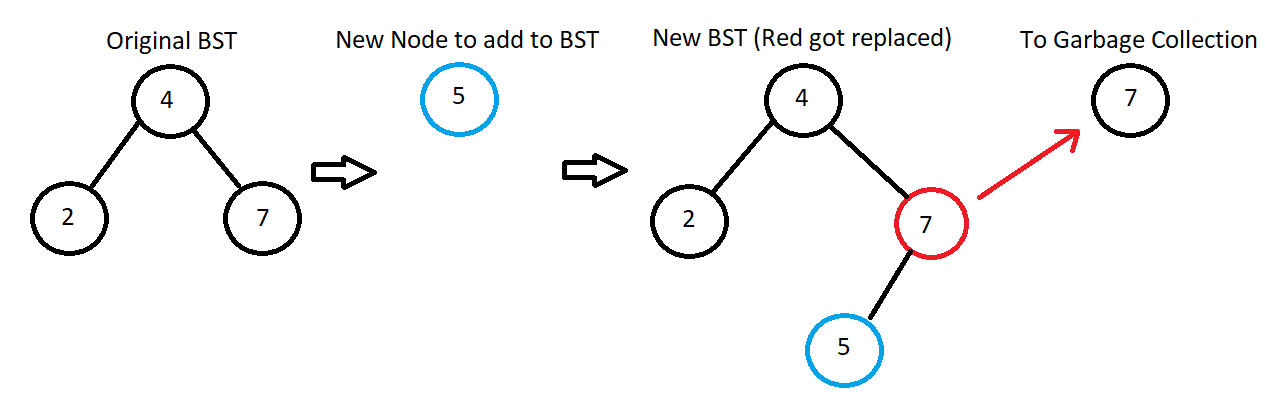 Original BST
New Node to add to BST
New BST (Red got replaced)
To Garbage Collection
4
5
4
7
2
7
2
7
5